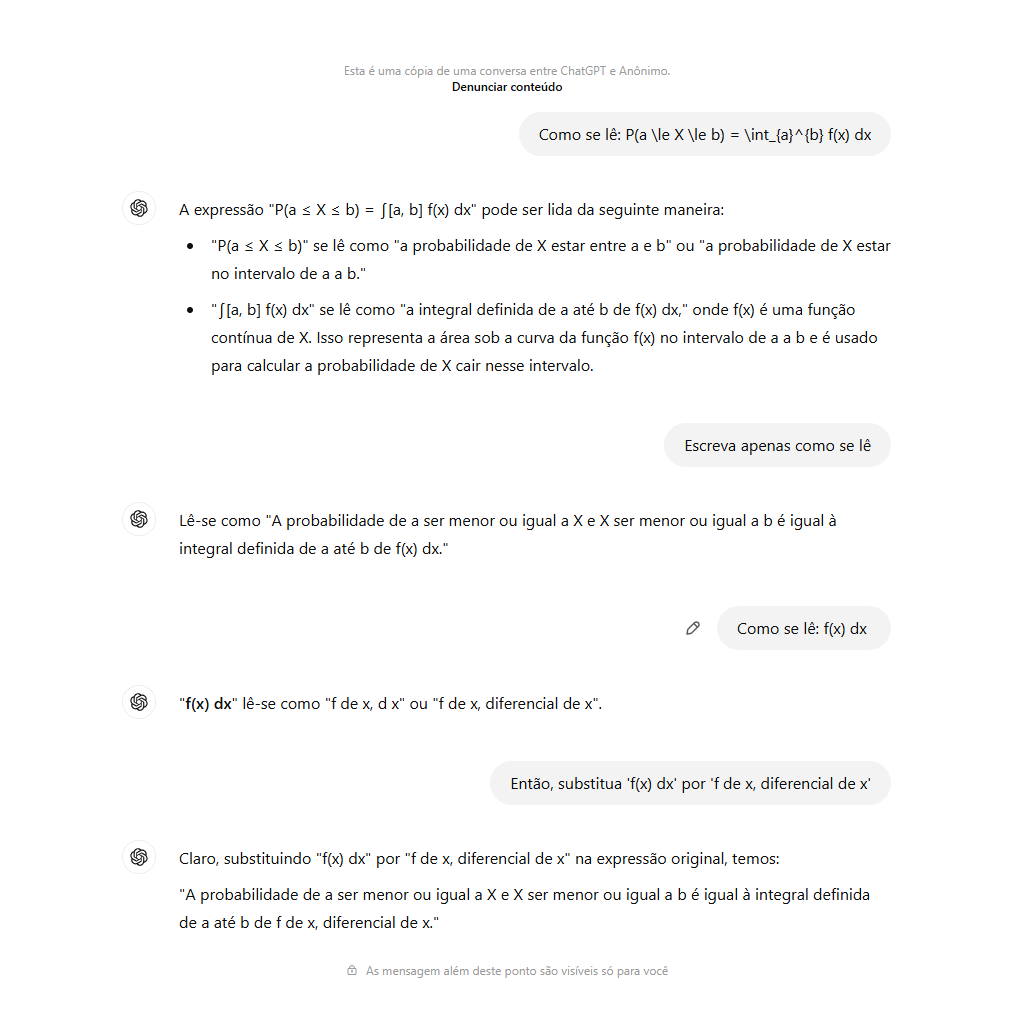 Esta é uma cópia de uma conversa entre ChatGPT e Anônimo.
Denunciar conteúdo
Como se lê: P(a \le X \le b) = \int_{a}^{b} f(x) dx
A expressão "P(a ≤ X ≤ b) = ∫[a, b] f(x) dx" pode ser lida da seguinte maneira:
• "P(a ≤ X ≤ b)" se lê como "a probabilidade de X estar entre a e b" ou "a probabilidade de X estar
no intervalo de a a b."
• "∫[a, b] f(x) dx" se lê como "a integral definida de a até b de f(x) dx," onde f(x) é uma função
contínua de X. Isso representa a área sob a curva da função f(x) no intervalo de a a b e é usado
para calcular a probabilidade de X cair nesse intervalo.
Escreva apenas como se lê
Lê-se como "A probabilidade de a ser menor ou igual a X e X ser menor ou igual a b é igual à
integral definida de a até b de f(x) dx."
Como se lê: f(x) dx
"f(x) dx" lê-se como "f de x, d x" ou "f de x, diferencial de x".
Então, substitua 'f(x) dx' por 'f de x, diferencial de x'
Claro, substituindo "f(x) dx" por "f de x, diferencial de x" na expressão original, temos:
"A probabilidade de a ser menor ou igual a X e X ser menor ou igual a b é igual à integral definida
de a até b de f de x, diferencial de x."
As mensagem além deste ponto são visíveis só para você